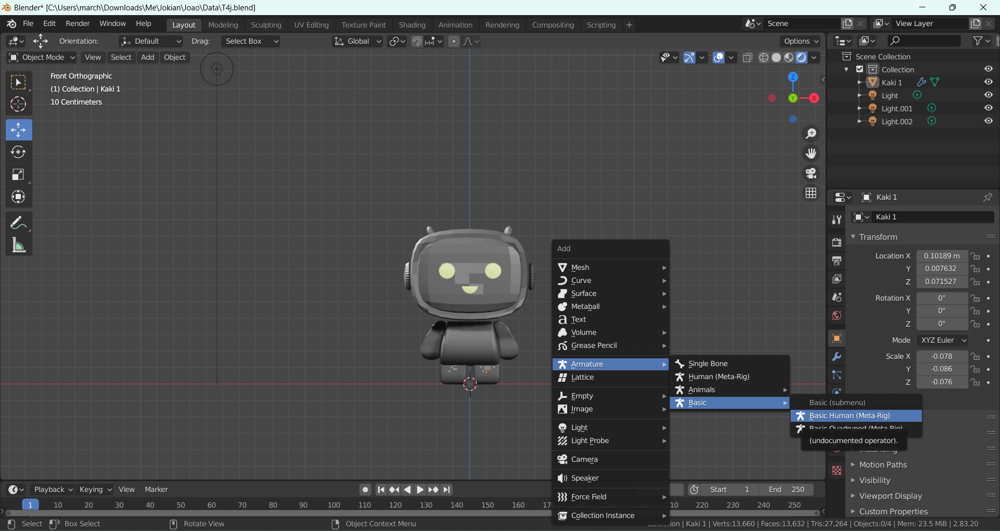 Blender* [C:\Users\march\Downloads\Me\Jokian\Joao\Data\T4j.blend]
File Edit Render Window Help Layout Modeling Sculpting UV Editing Texture Paint Shading Animation Rendering Compositing Scripting + Scene View Layer
Orientation: Default Drag: Select Box Global Options
Object Mode View Select Add Object
Front Orthographic
(1) Collection | Kaki 1
10 Centimeters
Z
Y
X
Scene Collection
Collection
Kaki 1
Light
Light.001
Light.002
Kaki 1
Kaki 1
Transform
Location X 0.10189 m
Y 0.007632
Z 0.071527
Rotation X 0°
Y 0°
Z 0°
Mode XYZ Euler
Scale X -0.078
Y -0.086
Z -0.076
Delta Transform
Instancing
Motion Paths
Visibility
Viewport Display
Custom Properties
Add
Mesh
Curve
Surface
Metaball
Text
Volume
Grease Pencil
Armature
Lattice
Empty
Image
Light
Light Probe
Camera
Speaker
Force Field
Collection Instance
Single Bone
Human (Meta-Rig)
Animals
Basic
Basic (submenu)
Basic Human (Meta-Rig)
Basic Quadruped (Meta-Rig)
(undocumented operator).
Playback Keying View Marker 1 Start 1 End 250
1 10 20 30 40 50 60 70 80 90 100 110 120 130 140 150 160 170 180 190 200 210 220 230 240 250
Select Box Select Rotate View Object Context Menu Collection | Kaki 1 | Verts:13,660 | Faces:13,632 | Tris:27,264 | Objects:0/4 | Mem: 23.5 MiB | 2.83.20